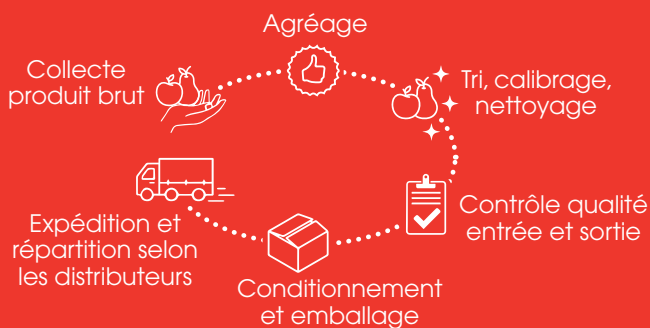 Agréage
Collecte
produit brut
Tri, calibrage,
nettoyage
Contrôle qualité
entrée et sortie
Conditionnement
et emballage
Expédition et
répartition selon
les distributeurs